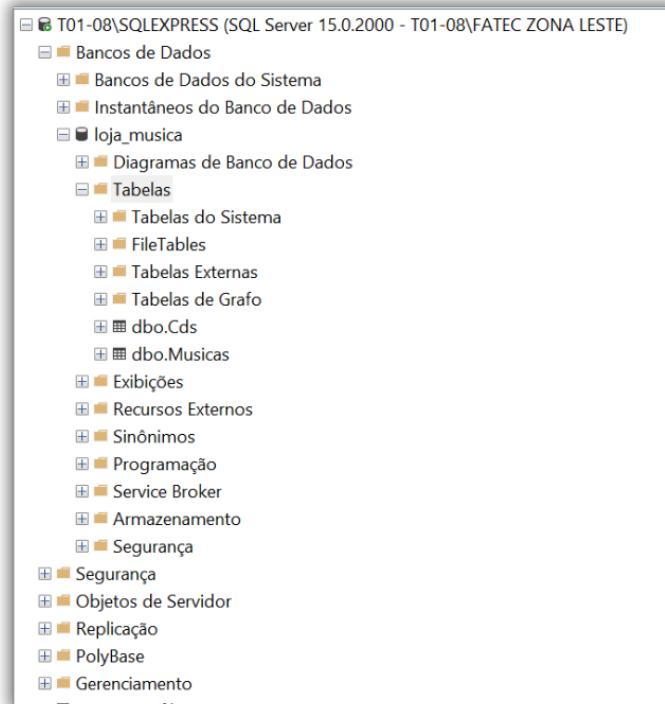 T01-08\SQLEXPRESS (SQL Server 15.0.2000 - T01-08\FATEC ZONA LESTE)
Bancos de Dados
Bancos de Dados do Sistema
Instantâneos do Banco de Dados
loja_musica
Diagramas de Banco de Dados
Tabelas
Tabelas do Sistema
FileTables
Tabelas Externas
Tabelas de Grafo
dbo.Cds
dbo.Musicas
Exibições
Recursos Externos
Sinônimos
Programação
Service Broker
Armazenamento
Segurança
Segurança
Objetos de Servidor
Replicação
PolyBase
Gerenciamento